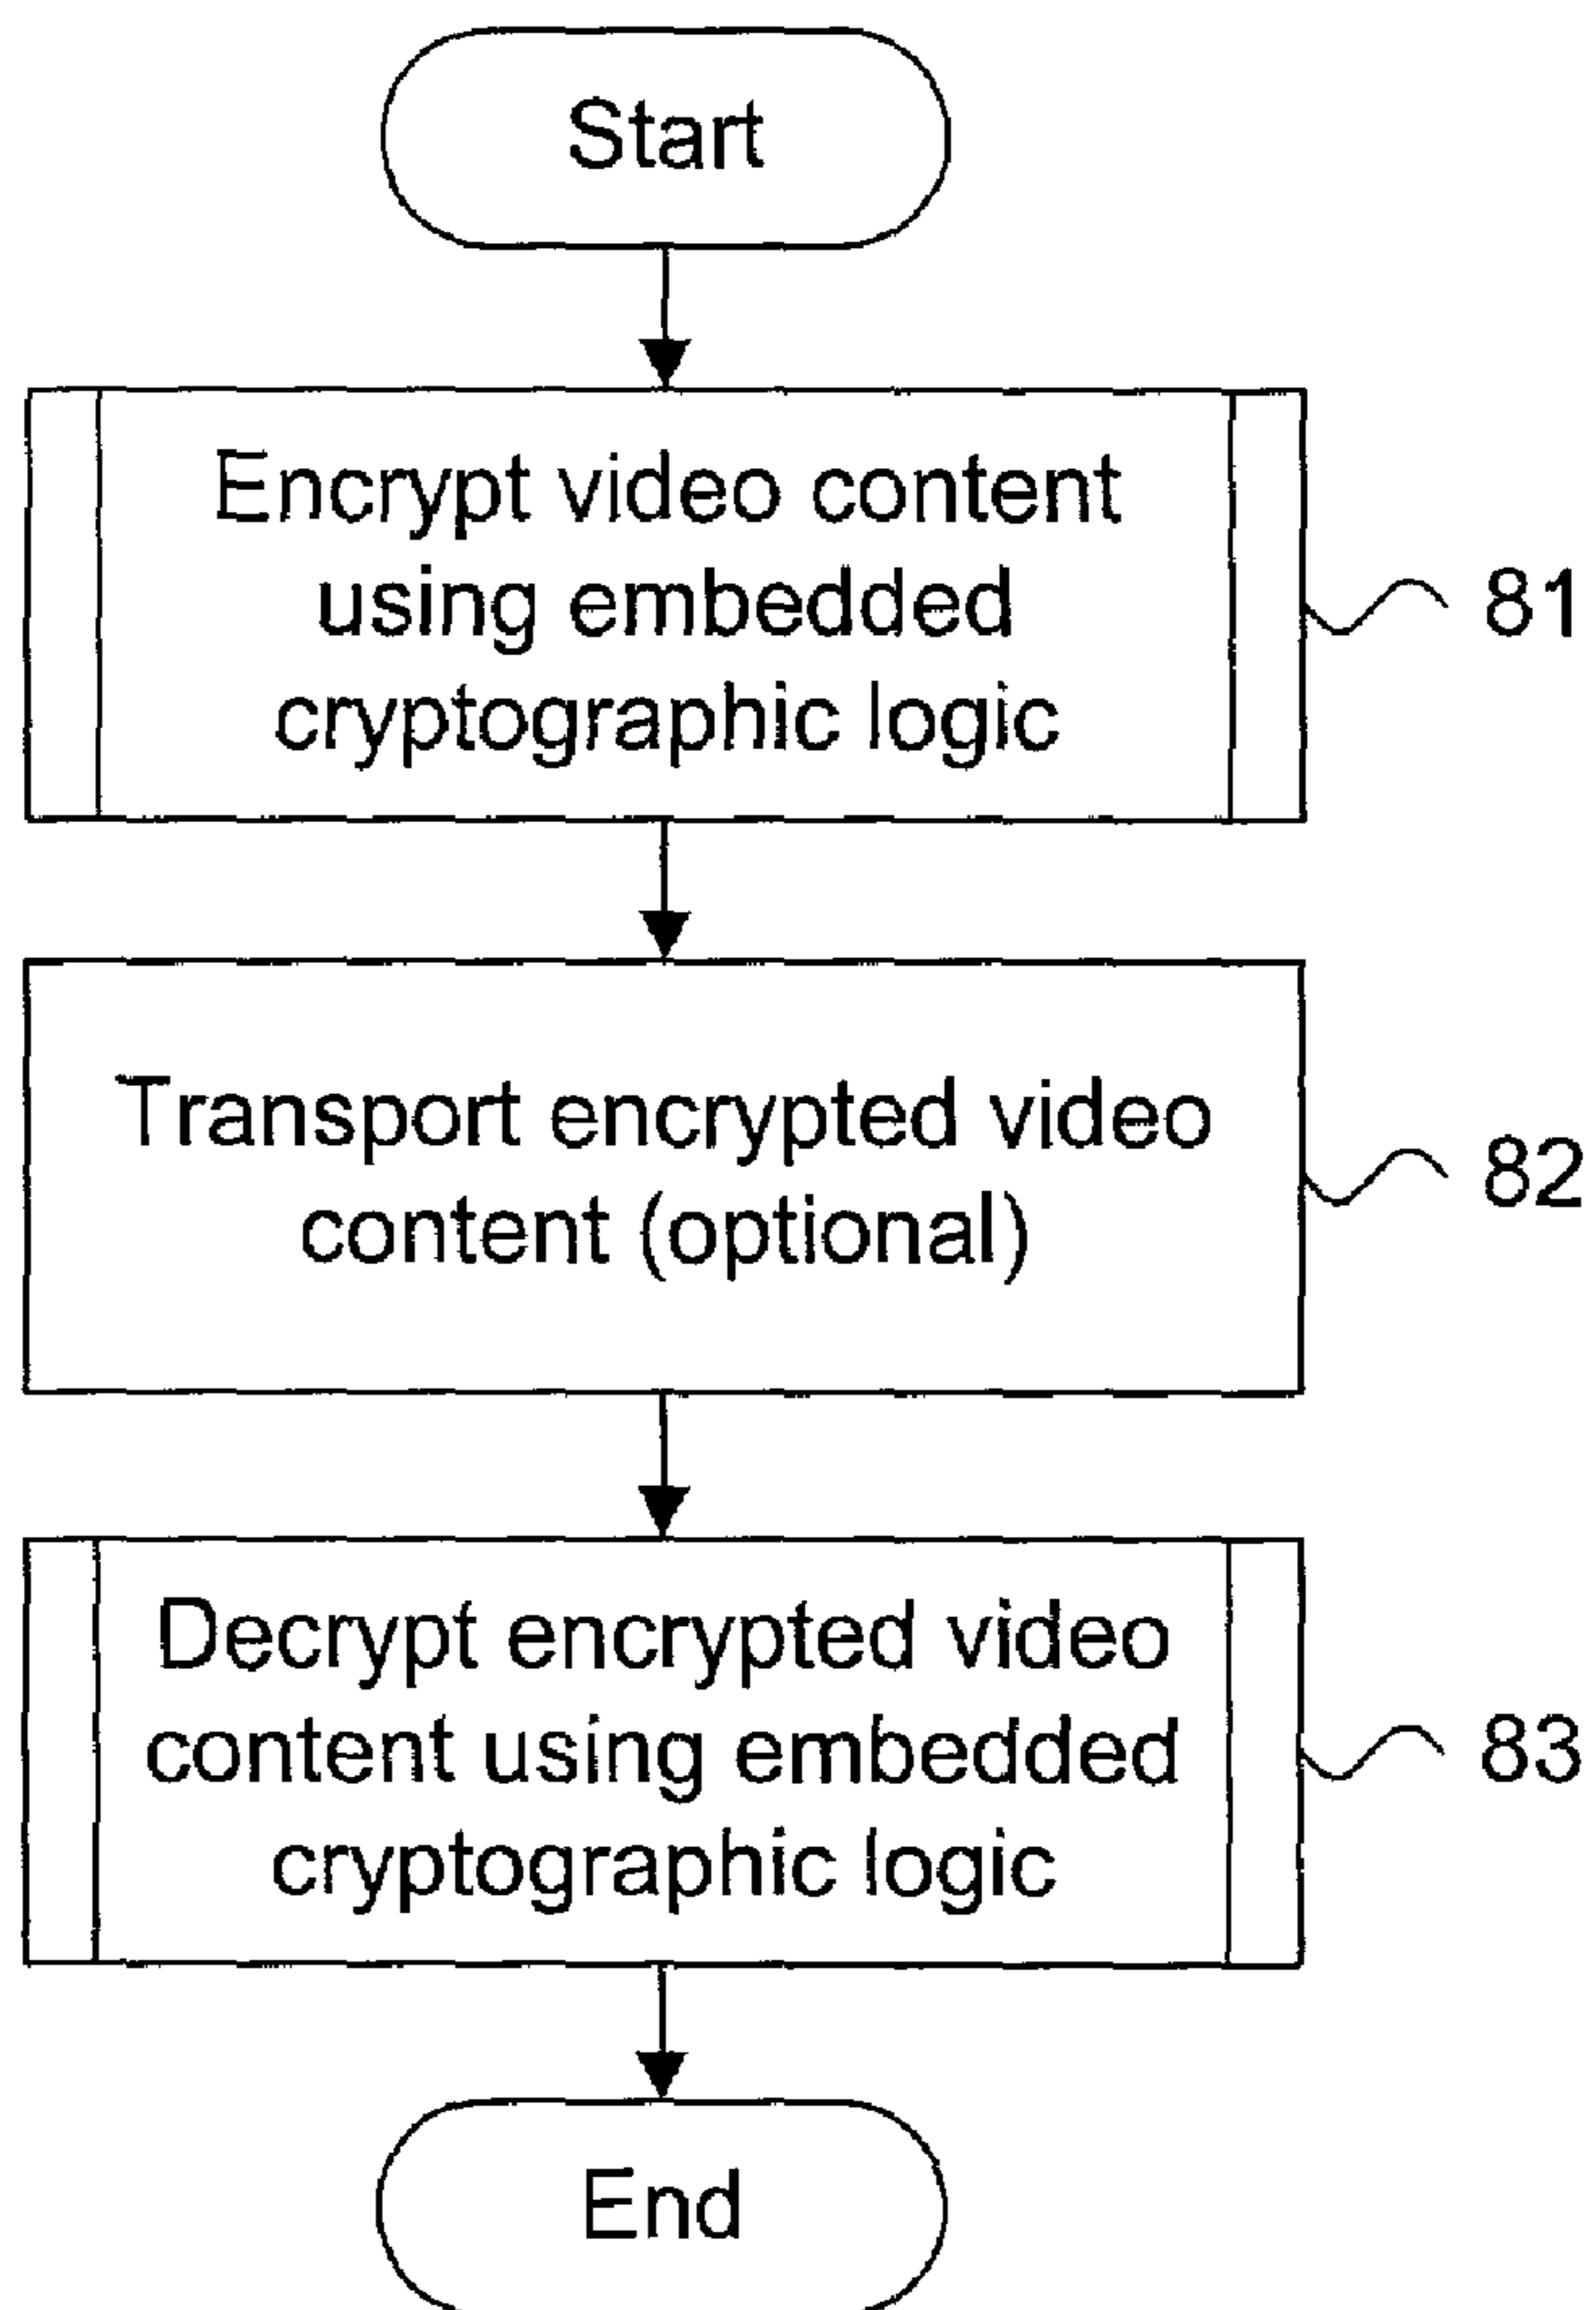 Start
Encrypt video content
using embedded
cryptographic logic
81
Transport encrypted video
content (optional)
82
Decrypt encrypted video
content using embedded
cryptographic logic
83
End